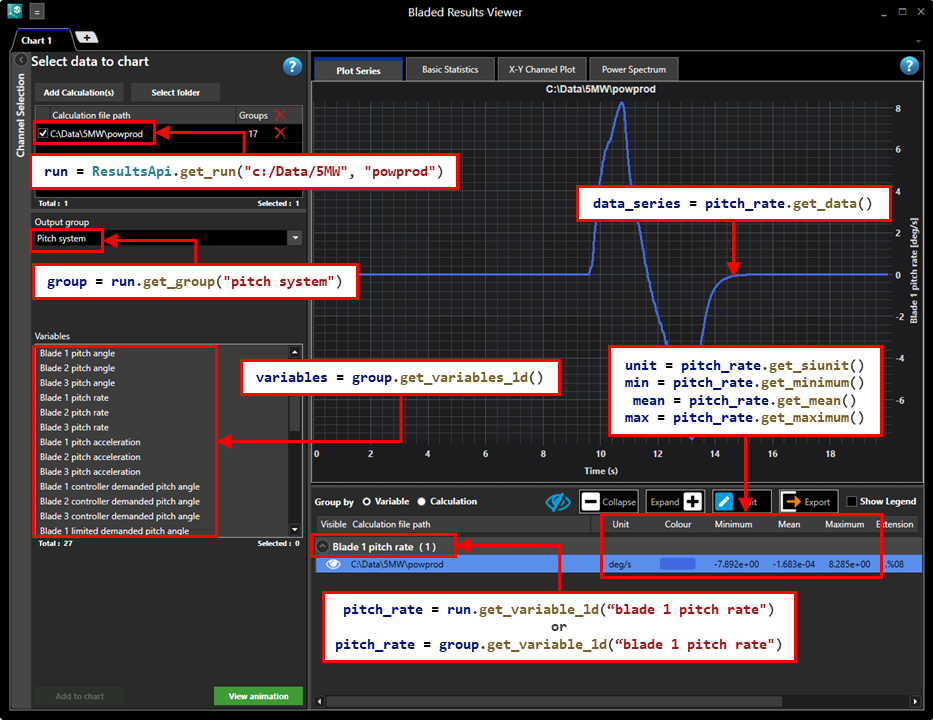 Bladed Results Viewer
Chart 1
Channel Selection
Select data to chart
Add Calculation(s) Select folder
Calculation file path Groups
C:\Data\5MW\powprod 17
run = ResultsApi.get_run("c:/Data/5MW", "powprod")
Total : 1 Selected : 1
Output group
Pitch system
group = run.get_group("pitch system")
Variables
Blade 1 pitch angle
Blade 2 pitch angle
Blade 3 pitch angle
Blade 1 pitch rate
Blade 2 pitch rate
Blade 3 pitch rate
Blade 1 pitch acceleration
Blade 2 pitch acceleration
Blade 3 pitch acceleration
Blade 1 controller demanded pitch angle
Blade 2 controller demanded pitch angle
Blade 3 controller demanded pitch angle
Blade 1 limited demanded pitch angle
Total : 27 Selected : 0
variables = group.get_variables_1d()
Add to chart View animation
Plot Series Basic Statistics X-Y Channel Plot Power Spectrum
C:\Data\5MW\powprod
data_series = pitch_rate.get_data()
8
6
4
2
0
-2
-4
-6
Blade 1 pitch rate [deg/s]
unit = pitch_rate.get_siunit()
min = pitch_rate.get_minimum()
mean = pitch_rate.get_mean()
max = pitch_rate.get_maximum()
0 2 4 6 8 10 12 14 16 18
Time (s)
Group by Variable Calculation Collapse Expand Export Show Legend
Visible Calculation file path Unit Colour Minimum Mean Maximum
Blade 1 pitch rate ( 1 )
C:\Data\5MW\powprod deg/s -7.892e+00 -1.683e-04 8.285e+00 .%08
pitch_rate = run.get_variable_1d(“blade 1 pitch rate")
or
pitch_rate = group.get_variable_1d(“blade 1 pitch rate")